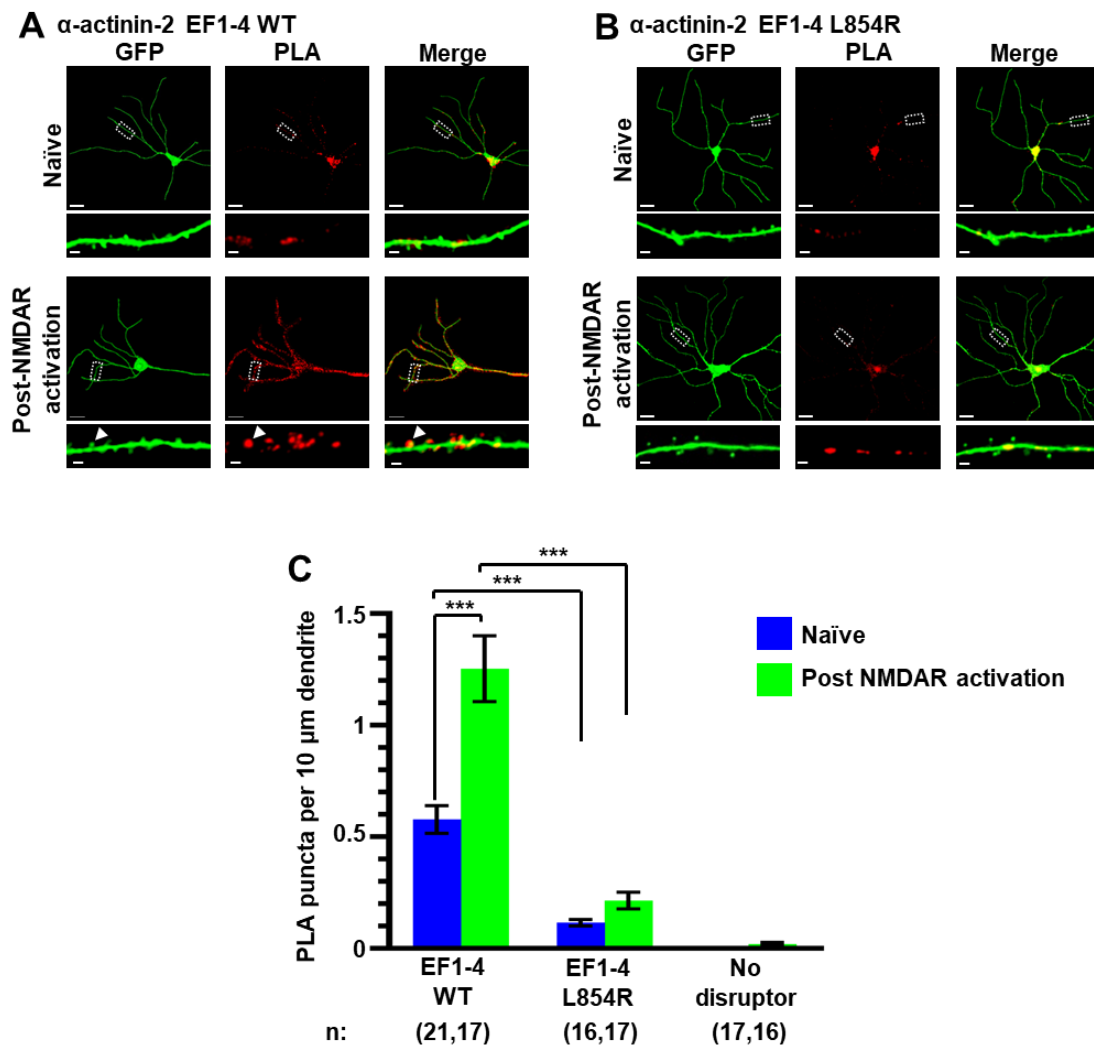 A α-actinin-2 EF1-4 WT
GFP PLA Merge
Naïve
Post-NMDAR
activation
B α-actinin-2 EF1-4 L854R
GFP PLA Merge
Naïve
Post-NMDAR
activation
C
***
***
***
PLA puncta per 10 µm dendrite
1.5
1
0.5
0
Naïve
Post NMDAR activation
EF1-4
WT
EF1-4
L854R
No
disruptor
n: (21,17) (16,17) (17,16)